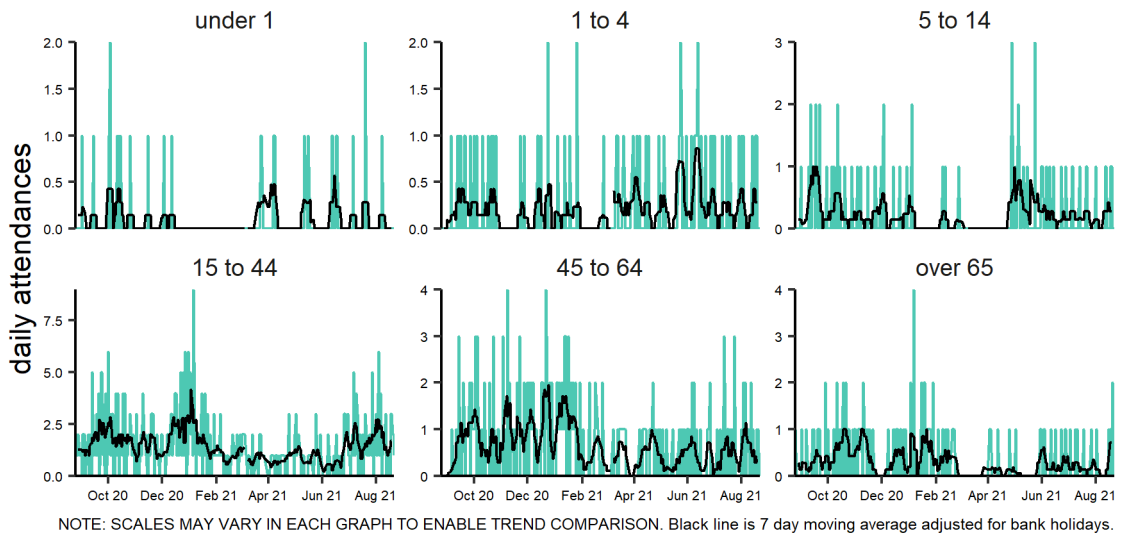 under 1
1 to 4
5 to 14
2.0
1.5
1.0
0.5
0.0
2.0
1.5
1.0
0.5
0.0
3
2
1
0
daily attendances
15 to 44
45 to 64
over 65
7.5
5.0
2.5
0.0
4
3
2
1
0
4
3
2
1
0
Oct 20 Dec 20 Feb 21 Apr 21 Jun 21 Aug 21
Oct 20 Dec 20 Feb 21 Apr 21 Jun 21 Aug 21
Oct 20 Dec 20 Feb 21 Apr 21 Jun 21 Aug 21
NOTE: SCALES MAY VARY IN EACH GRAPH TO ENABLE TREND COMPARISON. Black line is 7 day moving average adjusted for bank holidays.